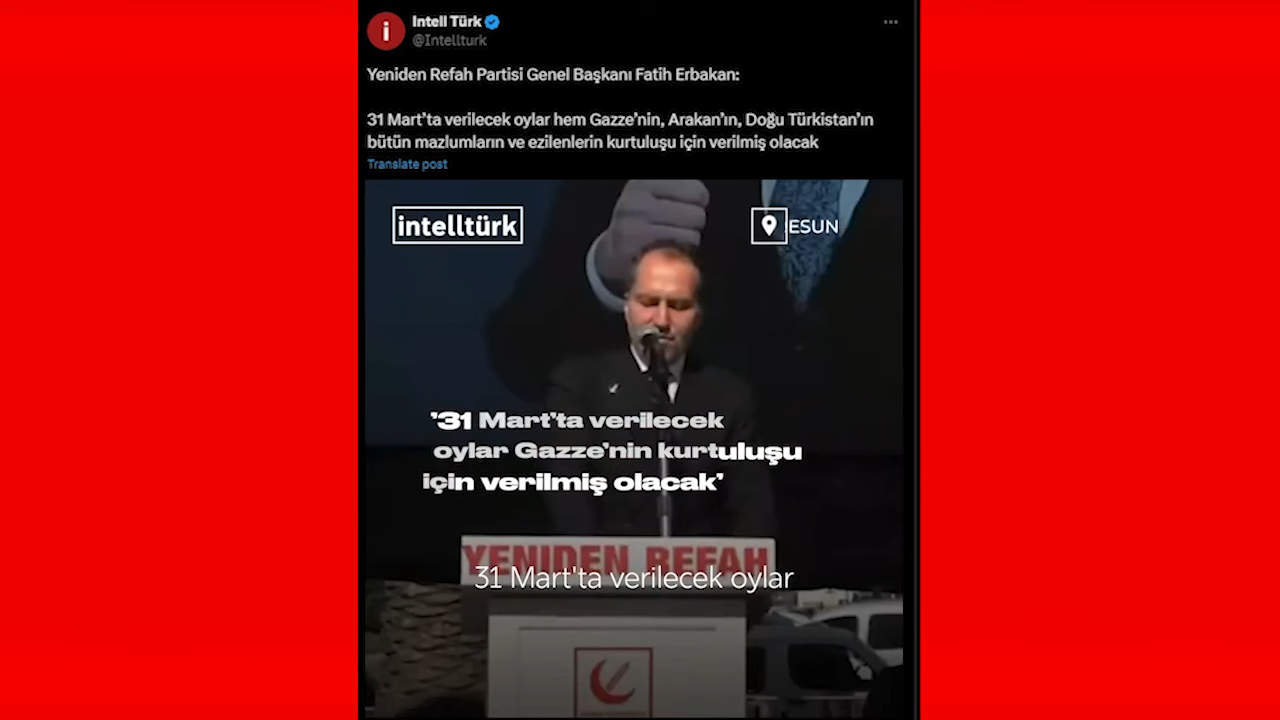 Intell Türk
@Intellturk
Yeniden Refah Partisi Genel Başkanı Fatih Erbakan:
31 Mart’ta verilecek oylar hem Gazze’nin, Arakan’ın, Doğu Türkistan’ın
bütün mazlumların ve ezilenlerin kurtuluşu için verilmiş olacak
Translate post
intelltürk
ESUN
'31 Mart'ta verilecek
oylar Gazze'nin kurtuluşu
için verilmiş olacak'
YENİDEN REFAH
31 Mart'ta verilecek oylar